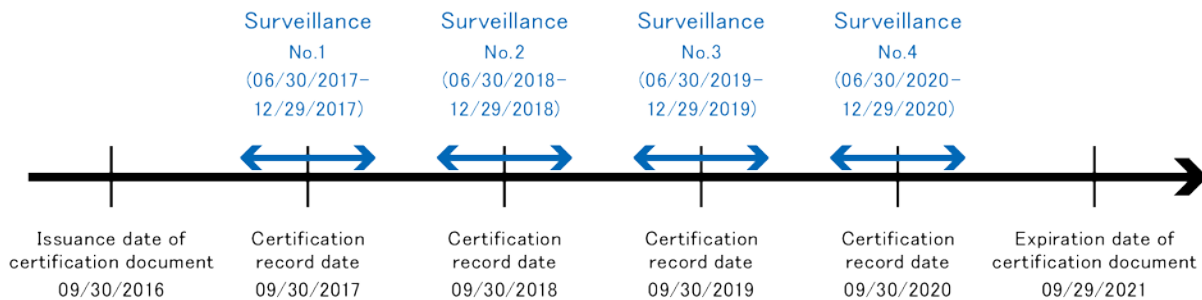 Surveillance
No.1
(06/30/2017-
12/29/2017)
Surveillance
No.2
(06/30/2018-
12/29/2018)
Surveillance
No.3
(06/30/2019-
12/29/2019)
Surveillance
No.4
(06/30/2020-
12/29/2020)
Issuance date of
certification document
09/30/2016
Certification
record date
09/30/2017
Certification
record date
09/30/2018
Certification
record date
09/30/2019
Certification
record date
09/30/2020
Expiration date of
certification document
09/29/2021